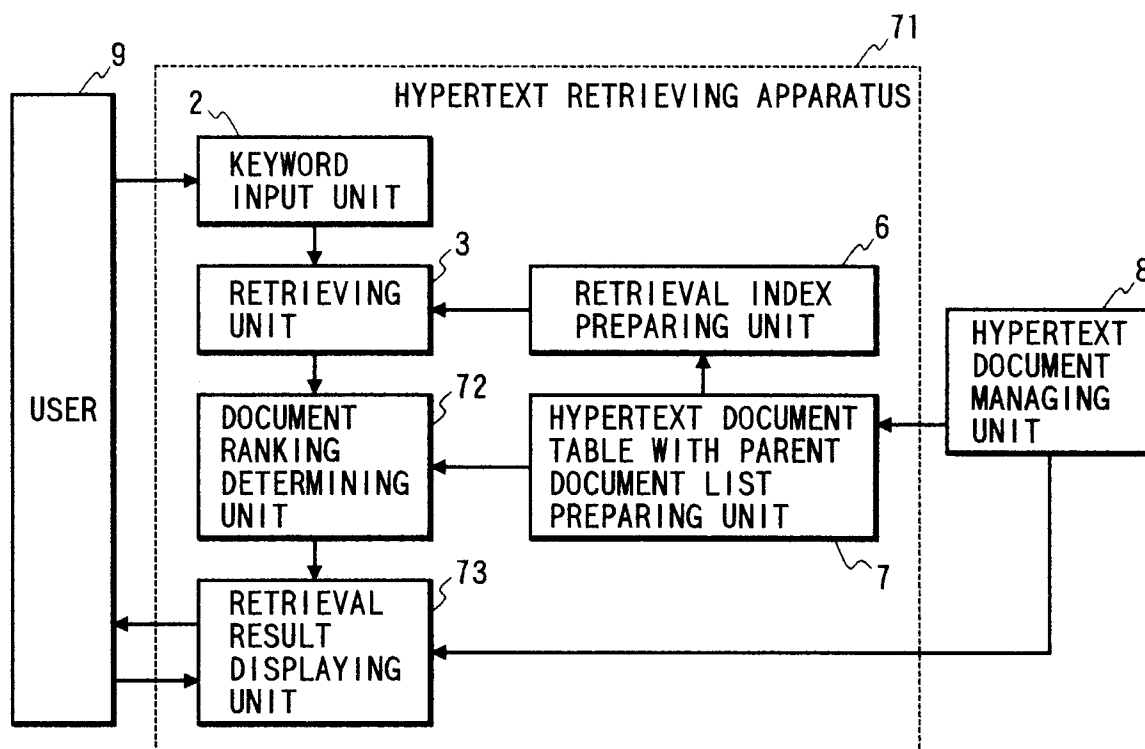 71
9
HYPERTEXT RETRIEVING APPARATUS
2
KEYWORD
INPUT UNIT
3
RETRIEVING
UNIT
6
RETRIEVAL INDEX
PREPARING UNIT
8
HYPERTEXT
DOCUMENT
MANAGING
UNIT
USER
72
DOCUMENT
RANKING
DETERMINING
UNIT
HYPERTEXT DOCUMENT
TABLE WITH PARENT
DOCUMENT LIST
PREPARING UNIT
7
73
RETRIEVAL
RESULT
DISPLAYING
UNIT